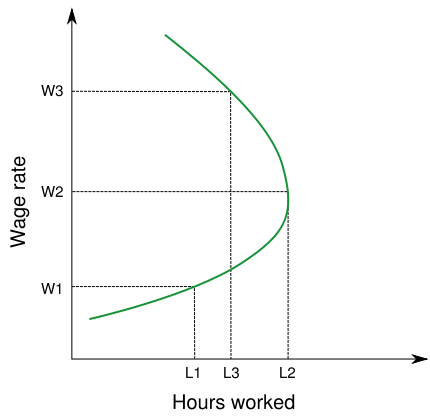 W3
W2
W1
Wage rate
L1 L3 L2
Hours worked